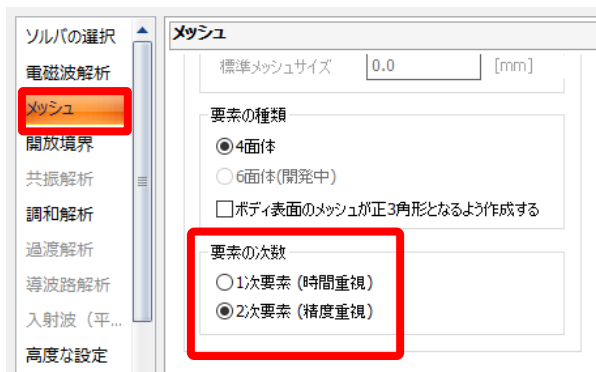 ソルバの選択
電磁波解析
メッシュ
開放境界
共振解析
調和解析
過渡解析
導波路解析
入射波（平...
高度な設定
メッシュ
標準メッシュサイズ 0.0 [mm]
要素の種類
4面体
6面体(開発中)
ボディ表面のメッシュが正3角形となるよう作成する
要素の次数
1次要素 (時間重視)
2次要素 (精度重視)